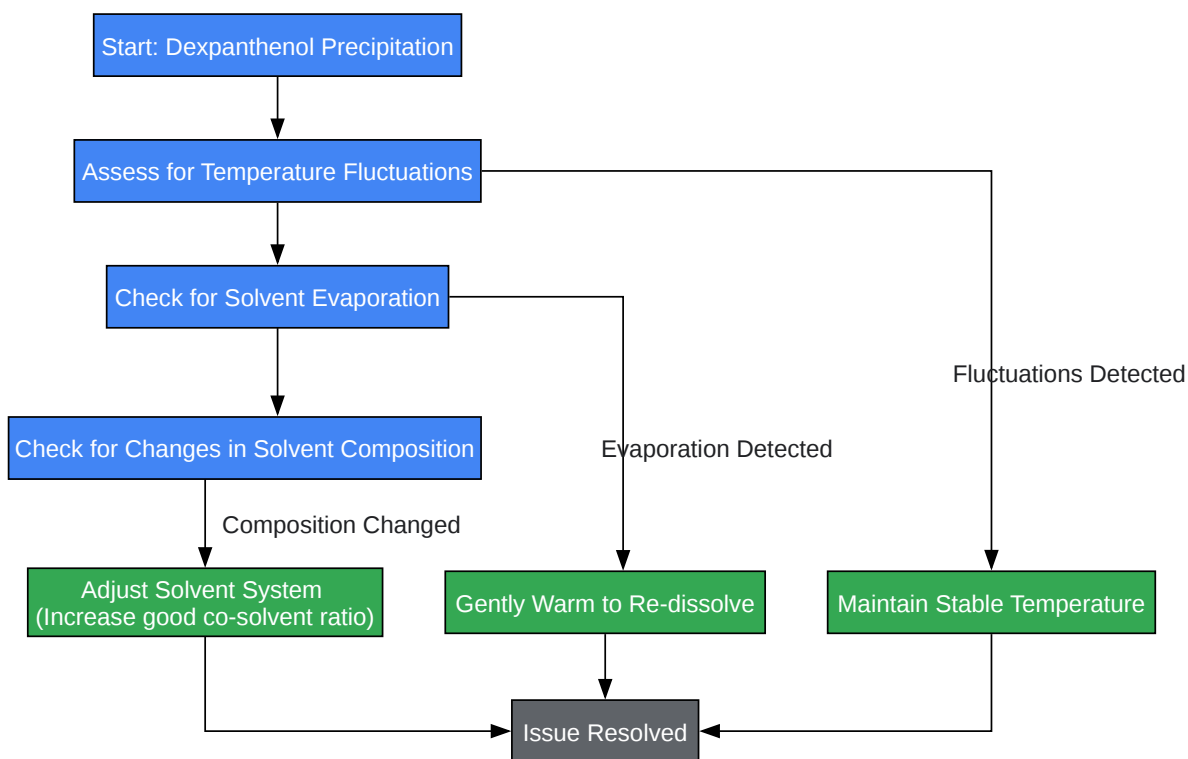 Start: Dexpanthenol Precipitation
Assess for Temperature Fluctuations
Check for Solvent Evaporation
Fluctuations Detected
Check for Changes in Solvent Composition
Evaporation Detected
Composition Changed
Adjust Solvent System
(Increase good co-solvent ratio)
Gently Warm to Re-dissolve
Maintain Stable Temperature
Issue Resolved